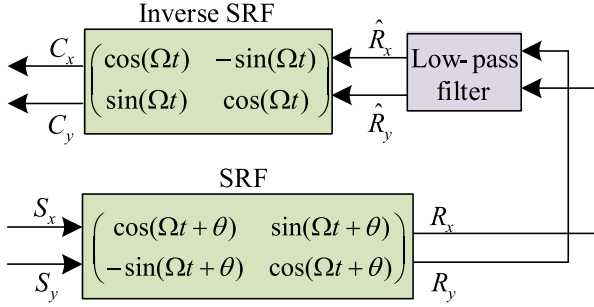 Inverse SRF
C_x
cos(Ωt) −sin(Ωt)
sin(Ωt) cos(Ωt)
C_y
R̂_x
R̂_y
Low-pass
filter
SRF
S_x
cos(Ωt + θ) sin(Ωt + θ)
−sin(Ωt + θ) cos(Ωt + θ)
S_y
R_x
R_y